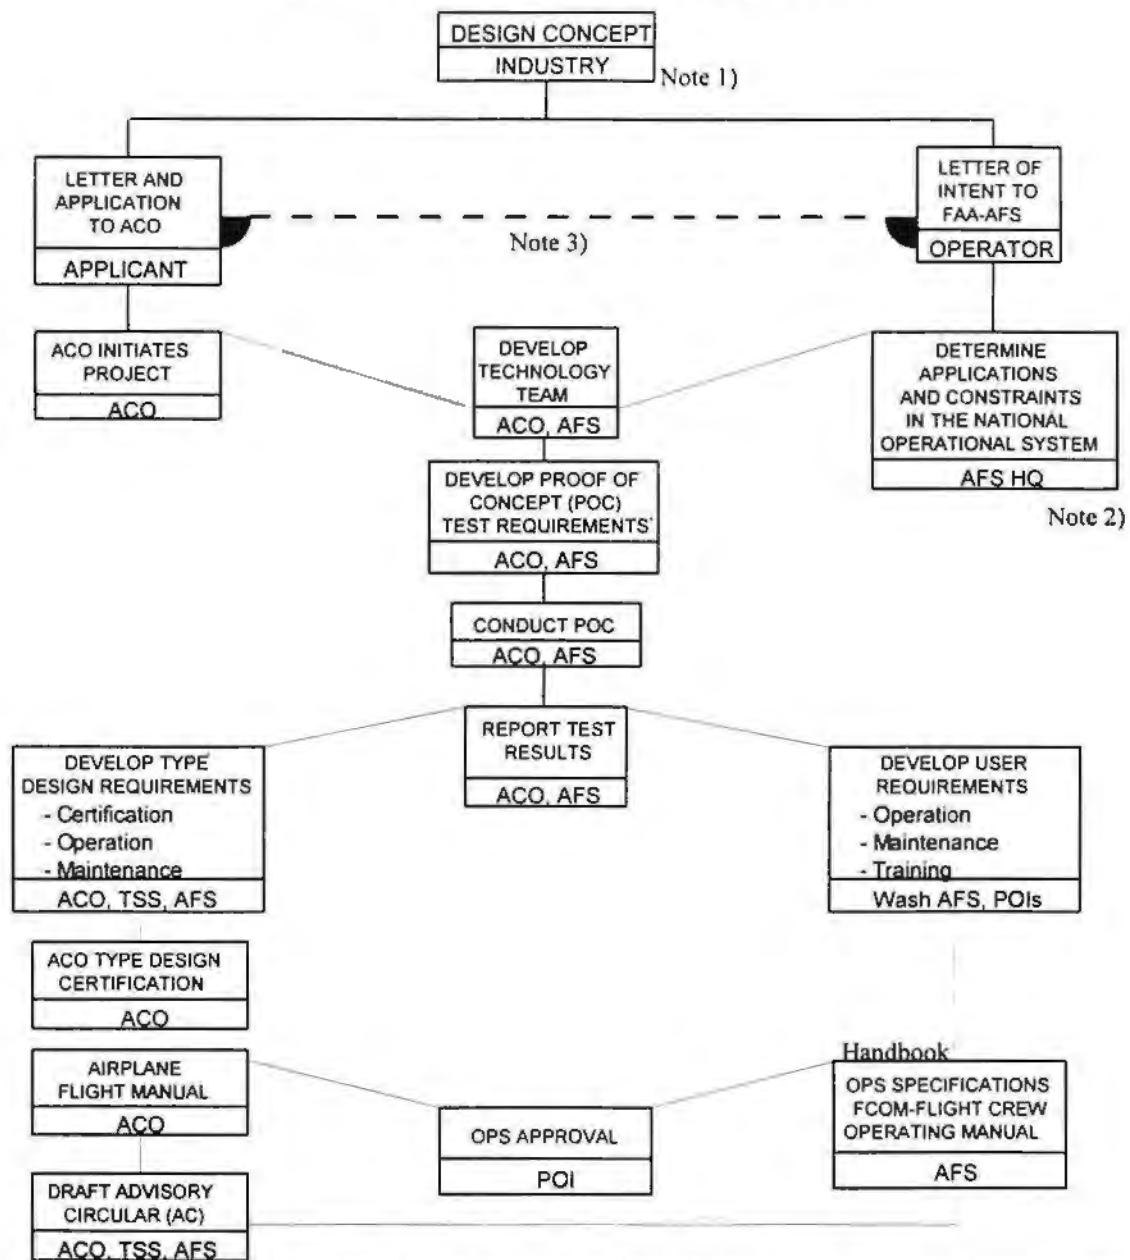 DESIGN CONCEPT
INDUSTRY
Note 1)
LETTER AND
APPLICATION
TO ACO
APPLICANT
Note 3)
LETTER OF
INTENT TO
FAA-AFS
OPERATOR
ACO INITIATES
PROJECT
ACO
DEVELOP
TECHNOLOGY
TEAM
ACO, AFS
DETERMINE
APPLICATIONS
AND CONSTRAINTS
IN THE NATIONAL
OPERATIONAL SYSTEM
AFS HQ
Note 2)
DEVELOP PROOF OF
CONCEPT (POC)
TEST REQUIREMENTS
ACO, AFS
CONDUCT POC
ACO, AFS
REPORT TEST
RESULTS
ACO, AFS
DEVELOP TYPE
DESIGN REQUIREMENTS
- Certification
- Operation
- Maintenance
ACO, TSS, AFS
DEVELOP USER
REQUIREMENTS
- Operation
- Maintenance
- Training
Wash AFS, POIs
ACO TYPE DESIGN
CERTIFICATION
ACO
AIRPLANE
FLIGHT MANUAL
ACO
OPS APPROVAL
POI
Handbook
OPS SPECIFICATIONS
FCOM-FLIGHT CREW
OPERATING MANUAL
AFS
DRAFT ADVISORY
CIRCULAR (AC)
ACO, TSS, AFS